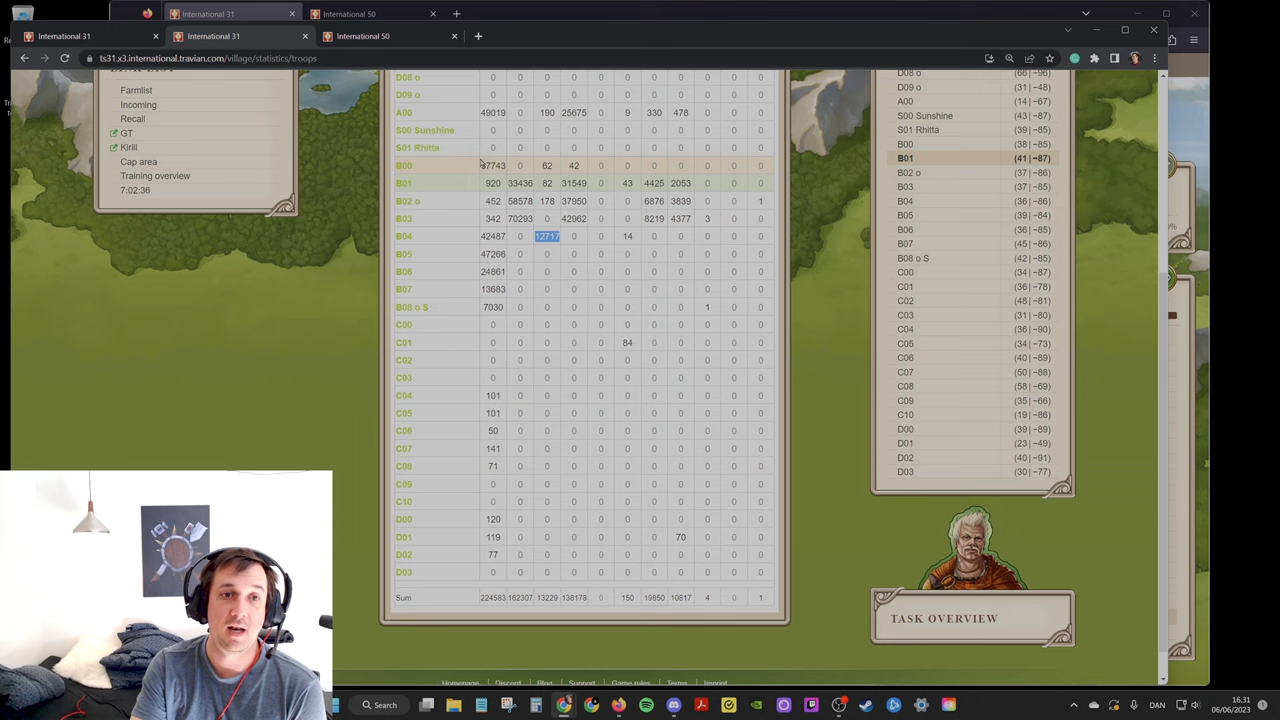 International 31
International 50
International 31
International 31
International 50
ts31.x3.international.travian.com/village/statistics/troops
Farmlist
Incoming
Recall
GT
Kirill
Cap area
Training overview
7:02:36
D08 o 0 0 0 0 0 0 0 0 0 0 0
D09 o 0 0 0 0 0 0 0 0 0 0 0
A00 49019 0 190 25675 0 9 330 478 0 0 0
S00 Sunshine 0 0 0 0 0 0 0 0 0 0 0
S01 Rhitta 0 0 0 0 0 0 0 0 0 0 0
B00 37743 0 62 42 0 0 0 0 0 0 0
B01 920 33436 82 31549 0 43 4425 2053 0 0 0
B02 o 452 58578 178 37950 0 0 6876 3839 0 0 1
B03 342 70293 0 42962 0 0 8219 4377 3 0 0
B04 42487 0 12717 0 0 14 0 0 0 0 0
B05 47266 0 0 0 0 0 0 0 0 0 0
B06 24861 0 0 0 0 0 0 0 0 0 0
B07 13683 0 0 0 0 0 0 0 0 0 0
B08 o S 7030 0 0 0 0 0 0 0 1 0 0
C00 0 0 0 0 0 0 0 0 0 0 0
C01 0 0 0 0 0 84 0 0 0 0 0
C02 0 0 0 0 0 0 0 0 0 0 0
C03 0 0 0 0 0 0 0 0 0 0 0
C04 101 0 0 0 0 0 0 0 0 0 0
C05 101 0 0 0 0 0 0 0 0 0 0
C06 50 0 0 0 0 0 0 0 0 0 0
C07 141 0 0 0 0 0 0 0 0 0 0
C08 71 0 0 0 0 0 0 0 0 0 0
C09 0 0 0 0 0 0 0 0 0 0 0
C10 0 0 0 0 0 0 0 0 0 0 0
D00 120 0 0 0 0 0 0 0 0 0 0
D01 119 0 0 0 0 0 0 70 0 0 0
D02 77 0 0 0 0 0 0 0 0 0 0
D03 0 0 0 0 0 0 0 0 0 0 0
Sum 224583 162307 13229 138178 0 150 19850 10817 4 0 1
D08 o (66|−96)
D09 o (31|−48)
A00 (14|−67)
S00 Sunshine (43|−87)
S01 Rhitta (39|−85)
B00 (38|−85)
B01 (41|−87)
B02 o (37|−86)
B03 (37|−85)
B04 (36|−86)
B05 (39|−84)
B06 (36|−85)
B07 (45|−86)
B08 o S (42|−85)
C00 (34|−87)
C01 (36|−78)
C02 (48|−81)
C03 (31|−80)
C04 (36|−90)
C05 (34|−73)
C06 (40|−89)
C07 (50|−88)
C08 (58|−69)
C09 (35|−66)
C10 (19|−86)
D00 (39|−89)
D01 (23|−49)
D02 (40|−91)
D03 (30|−77)
TASK OVERVIEW
Homepage Discord Blog Support Game rules Terms Imprint
Search
DAN
16.31
06/06/2023